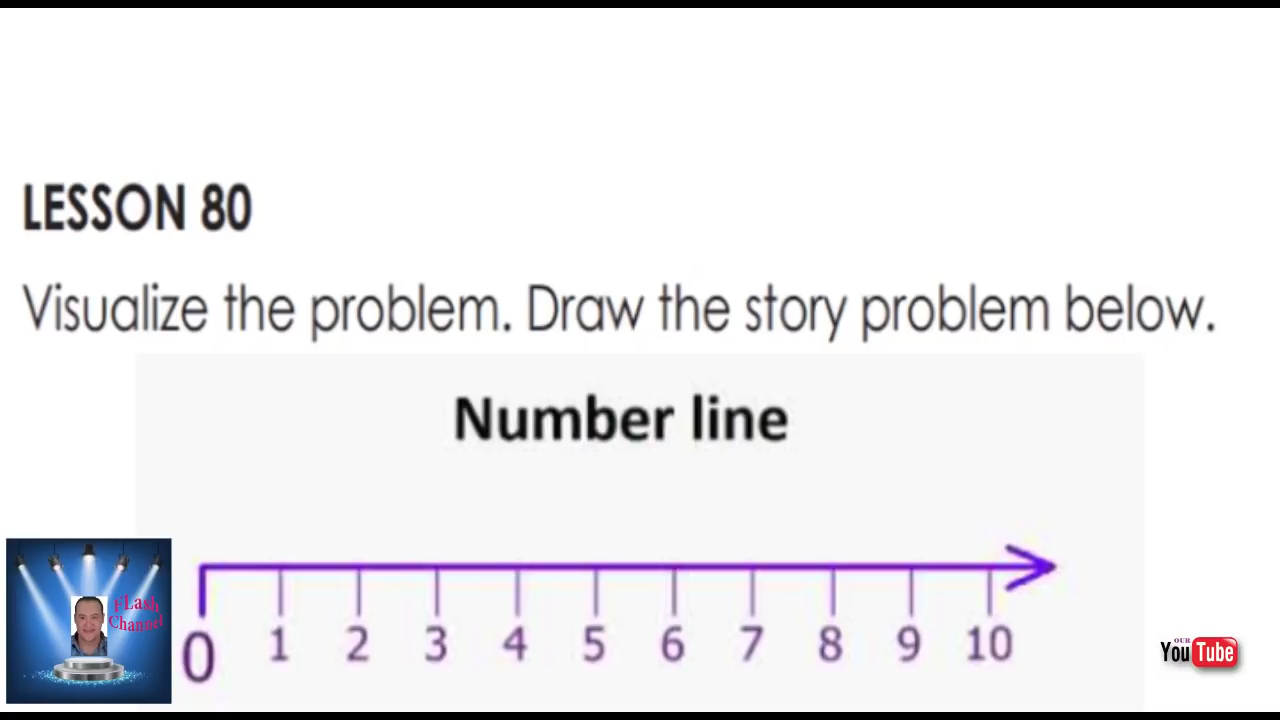 LESSON 80
Visualize the problem. Draw the story problem below.
Number line
0 1 2 3 4 5 6 7 8 9 10
FLash
Channel
OUR
YouTube